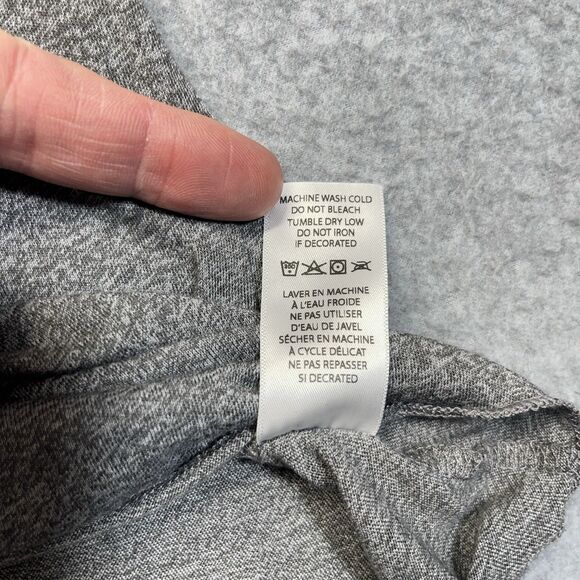 MACHINE WASH COLD
DO NOT BLEACH
TUMBLE DRY LOW
DO NOT IRON
IF DECORATED
LAVER EN MACHINE
À L'EAU FROIDE
NE PAS UTILISER
D'EAU DE JAVEL
SÉCHER EN MACHINE
À CYCLE DÉLICAT
NE PAS REPASSER
SI DECRATED